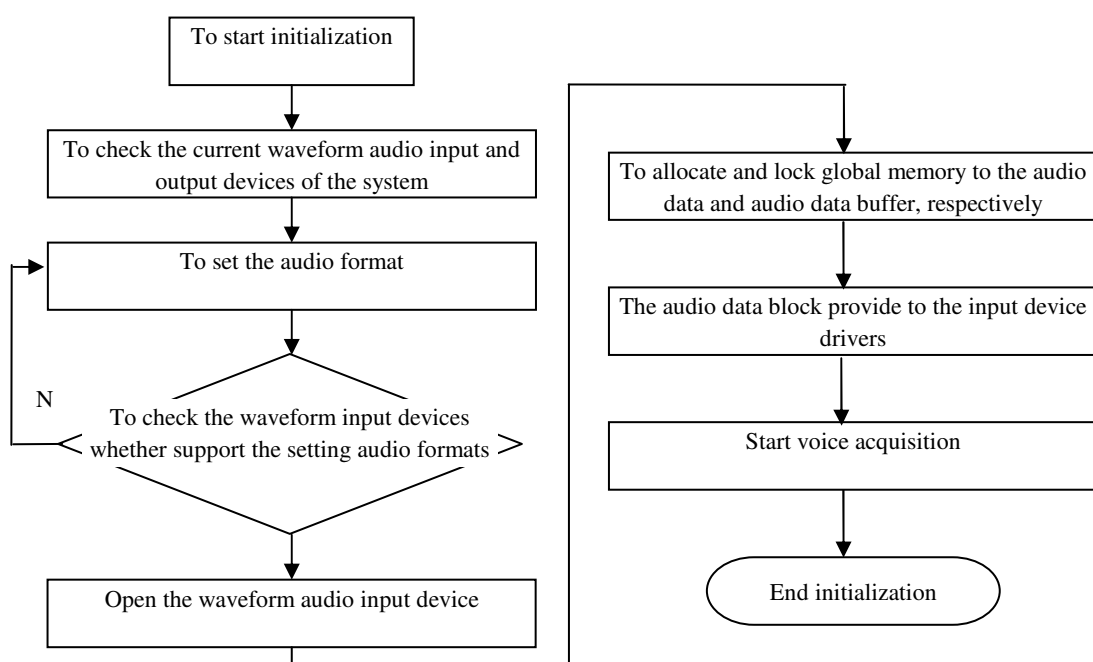 To start initialization
To check the current waveform audio input and
output devices of the system
To set the audio format
N
To check the waveform input devices
whether support the setting audio formats
Open the waveform audio input device
To allocate and lock global memory to the audio
data and audio data buffer, respectively
The audio data block provide to the input device
drivers
Start voice acquisition
End initialization